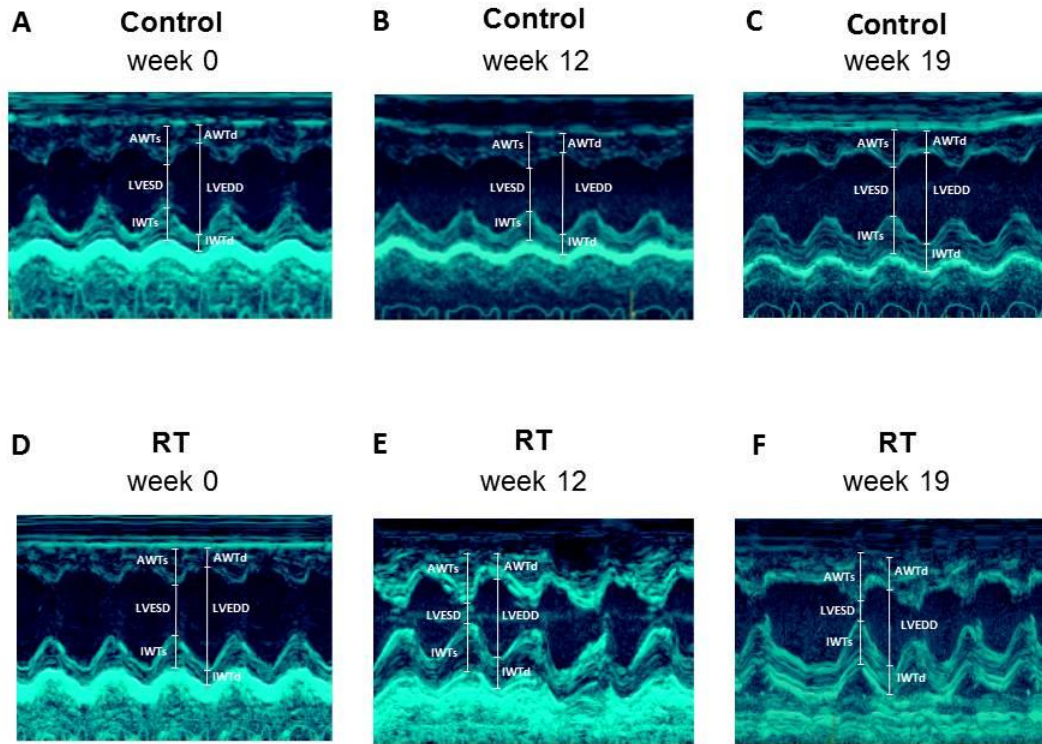 A
Control
week 0
B
Control
week 12
C
Control
week 19
AWTs
AWTd
LVESD
LVEDD
IWTs
IWTd
AWTs
AWTd
LVESD
LVEDD
IWTs
IWTd
AWTs
AWTd
LVESD
LVEDD
IWTs
IWTd
D
RT
week 0
E
RT
week 12
F
RT
week 19
AWTs
AWTd
LVESD
LVEDD
IWTs
IWTd
AWTs
AWTd
LVESD
LVEDD
IWTs
IWTd
AWTs
AWTd
LVESD
LVEDD
IWTs
IWTd